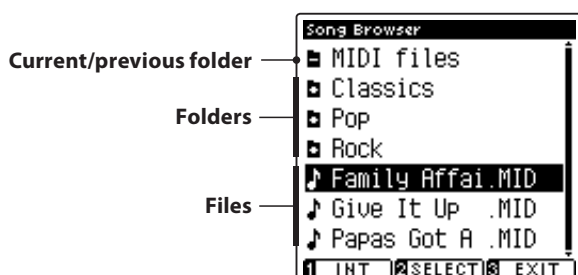 Song Browser
Current/previous folder
MIDI files
Classics
Folders
Pop
Rock
Family Affai.MID
Files
Give It Up .MID
Papas Got A .MID
1 INT 2 SELECT 3 EXIT